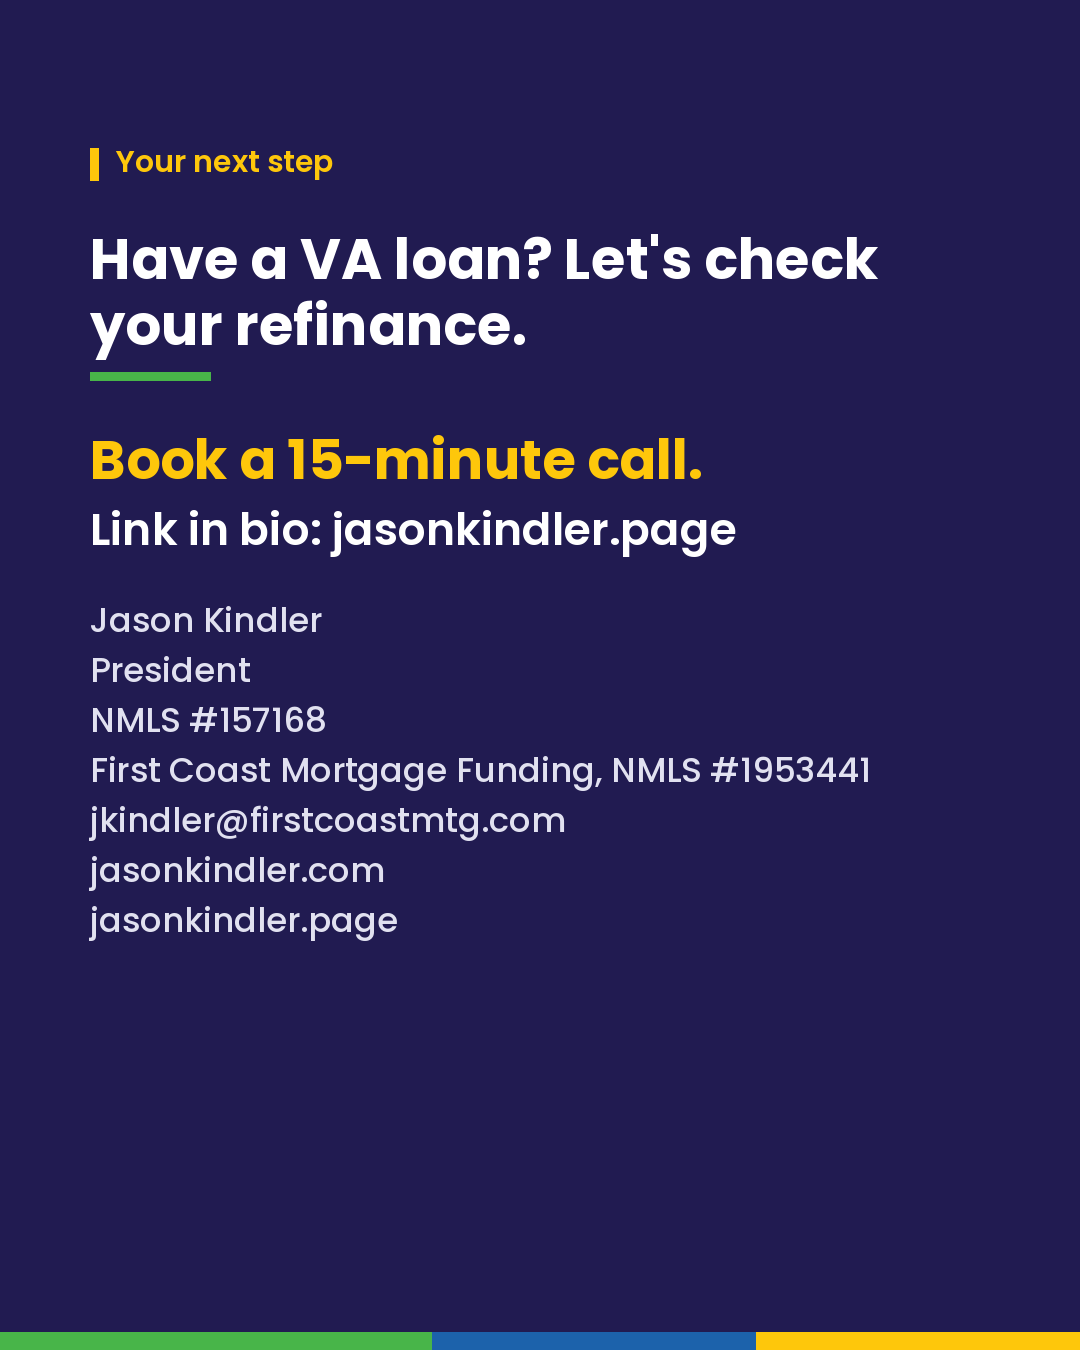 Your next step
Have a VA loan? Let's check
your refinance.
Book a 15-minute call.
Link in bio: jasonkindler.page
Jason Kindler
President
NMLS #157168
First Coast Mortgage Funding, NMLS #1953441
jkindler@firstcoastmtg.com
jasonkindler.com
jasonkindler.page